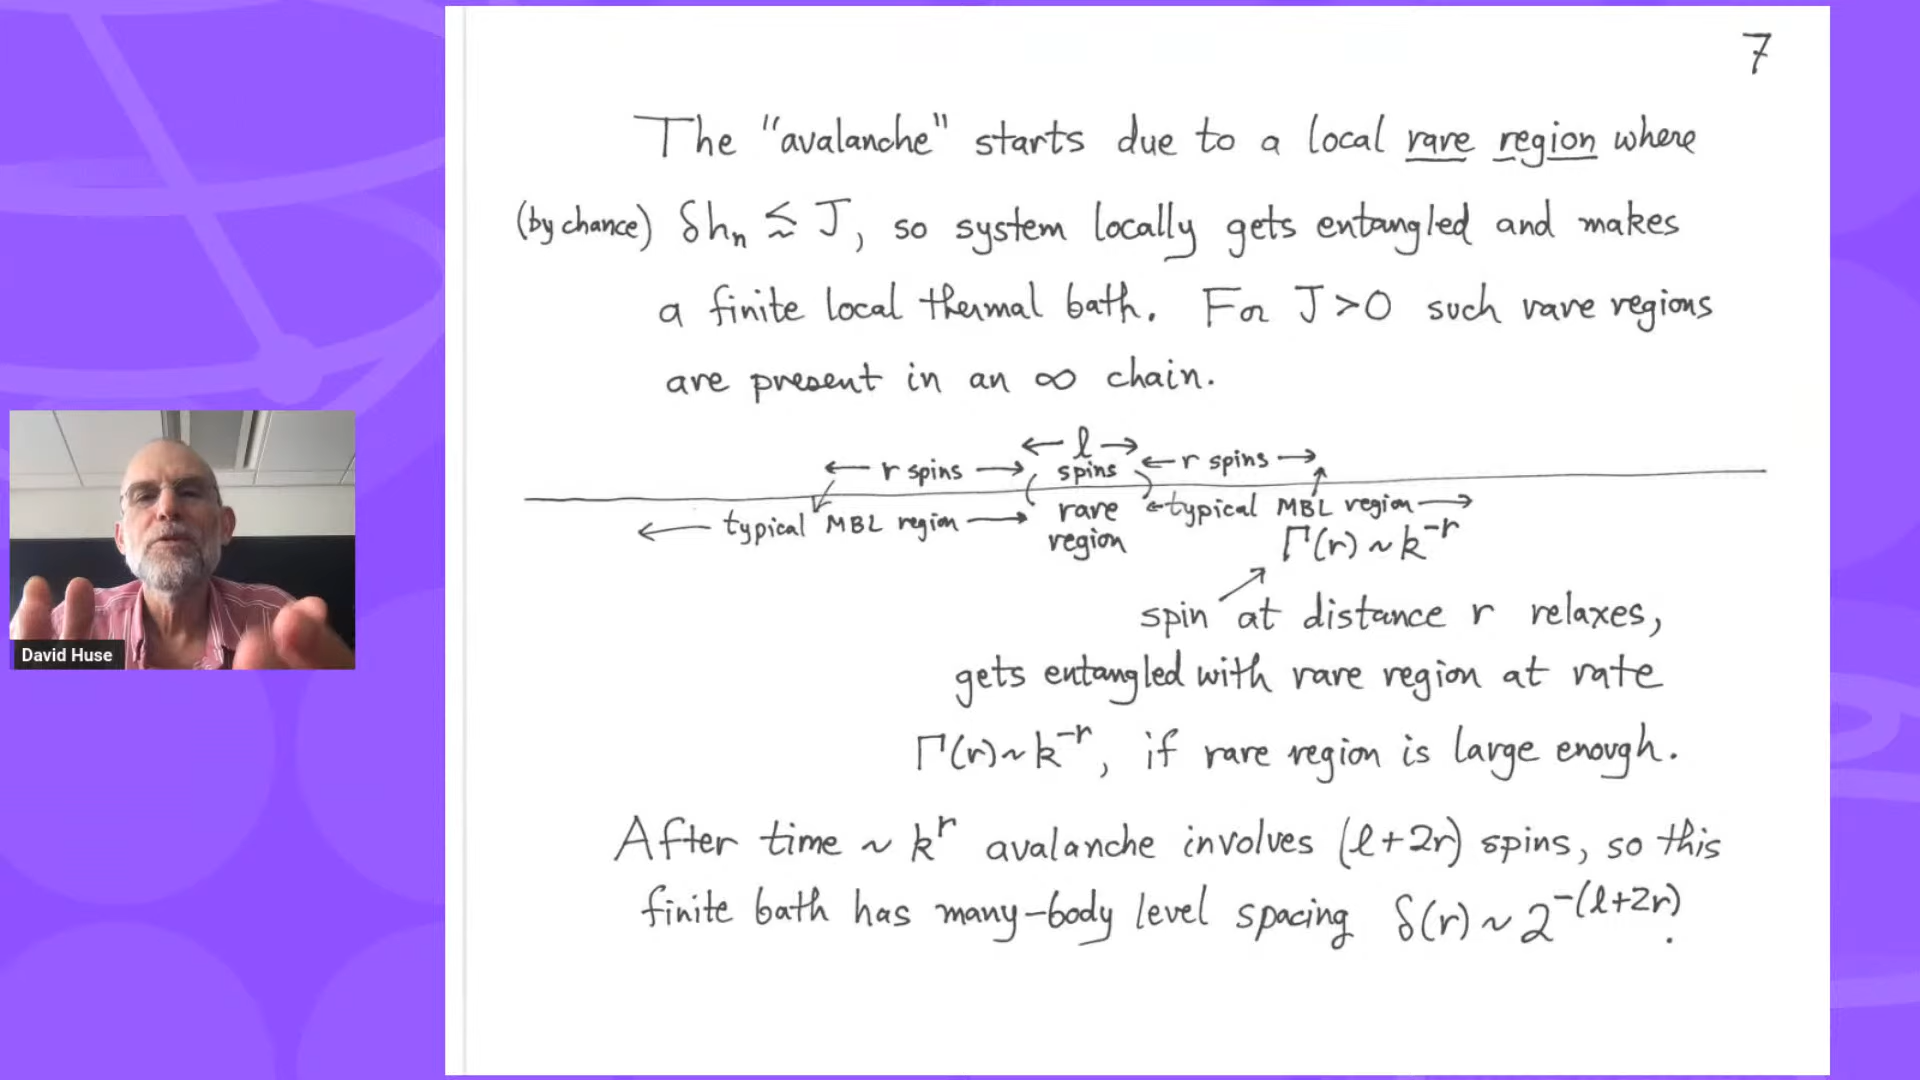 7
The "avalanche" starts due to a local rare region where
(by chance) δhₙ ≲ J, so system locally gets entangled and makes
a finite local thermal bath. For J>0 such rare regions
are present in an ∞ chain.
← l →
← r spins → spins ← r spins →
← typical MBL region → rare region ← typical MBL region →
Γ(r) ~ k^{-r}
spin at distance r relaxes,
gets entangled with rare region at rate
Γ(r) ~ k^{-r}, if rare region is large enough.
After time ~ k^r avalanche involves (l+2r) spins, so this
finite bath has many-body level spacing δ(r) ~ 2^{-(l+2r)}.
David Huse